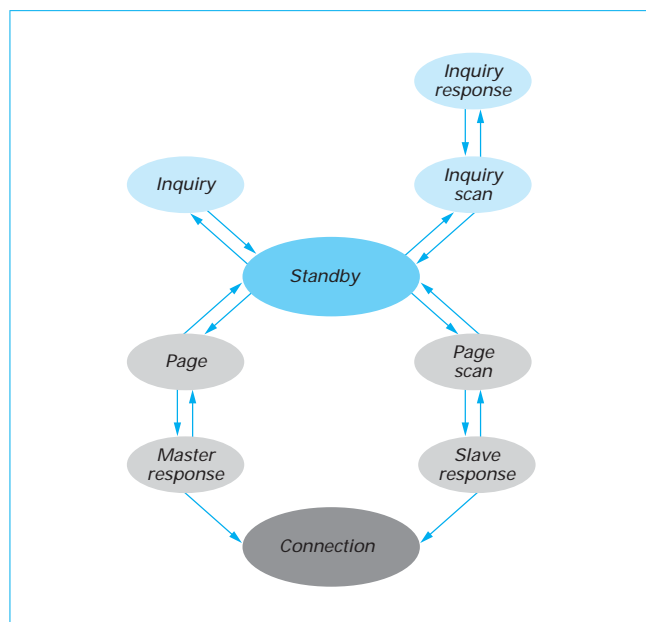 Inquiry
response
Inquiry
Inquiry
scan
Standby
Page
Page
scan
Master
response
Slave
response
Connection